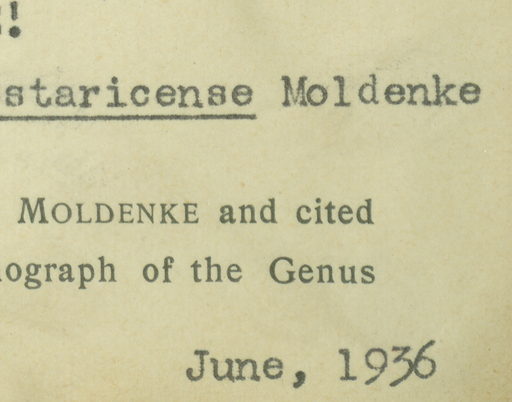 !
staricense Moldenke
MOLDENKE and cited
ograph of the Genus
June, 1936